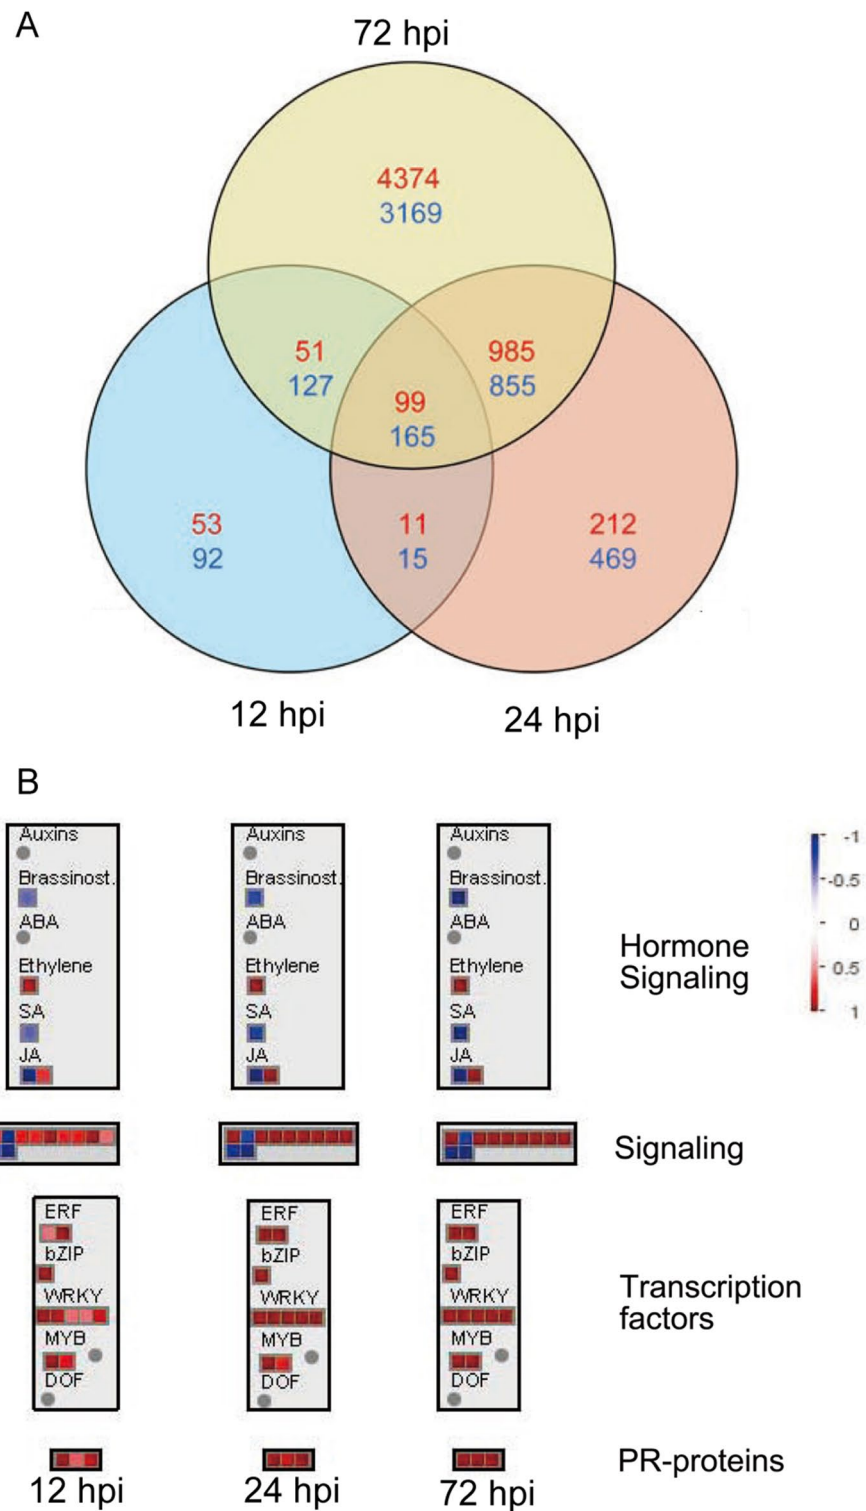 A
72 hpi
4374
3169
51
127
985
855
99
165
53
92
11
15
212
469
12 hpi
24 hpi
B
Auxins
Brassinost.
ABA
Ethylene
SA
JA
Auxins
Brassinost.
ABA
Ethylene
SA
JA
Auxins
Brassinost.
ABA
Ethylene
SA
JA
Hormone
Signaling
-1
-0.5
0
0.5
1
Signaling
ERF
bZIP
WRKY
MYB
DOF
ERF
bZIP
WRKY
MYB
DOF
ERF
bZIP
WRKY
MYB
DOF
Transcription
factors
PR-proteins
12 hpi
24 hpi
72 hpi